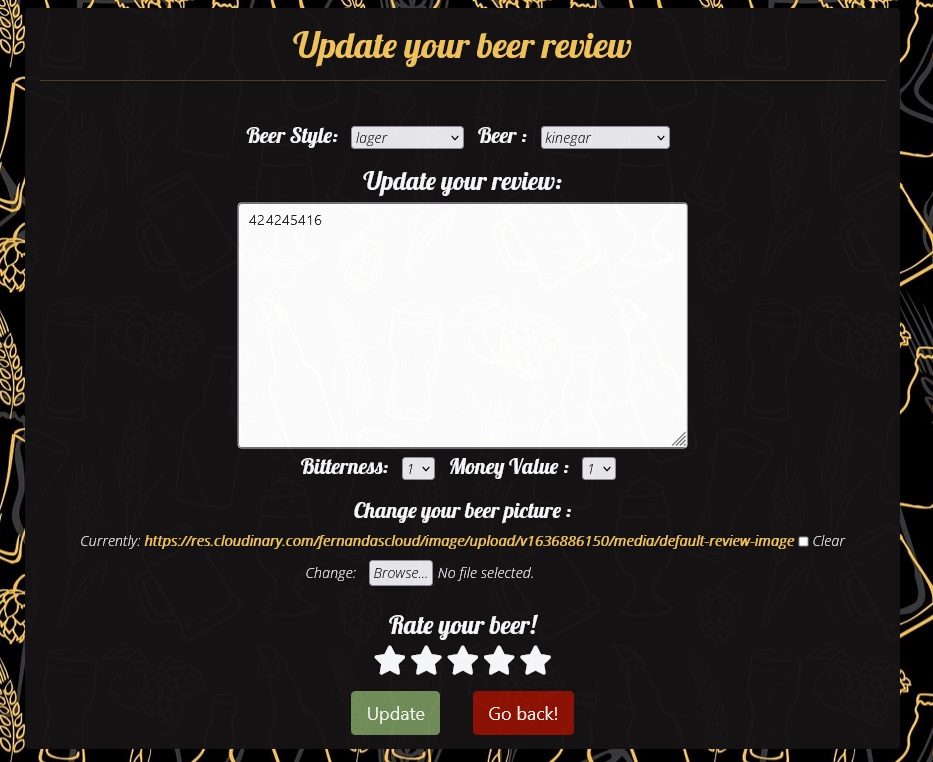 Update your beer review
Beer Style: lager Beer : kinegar
Update your review:
424245416
Bitterness: 1 Money Value : 1
Change your beer picture :
Currently: https://res.cloudinary.com/fernandascloud/image/upload/v1636886150/media/default-review-image Clear
Change: Browse... No file selected.
Rate your beer!
Update Go back!